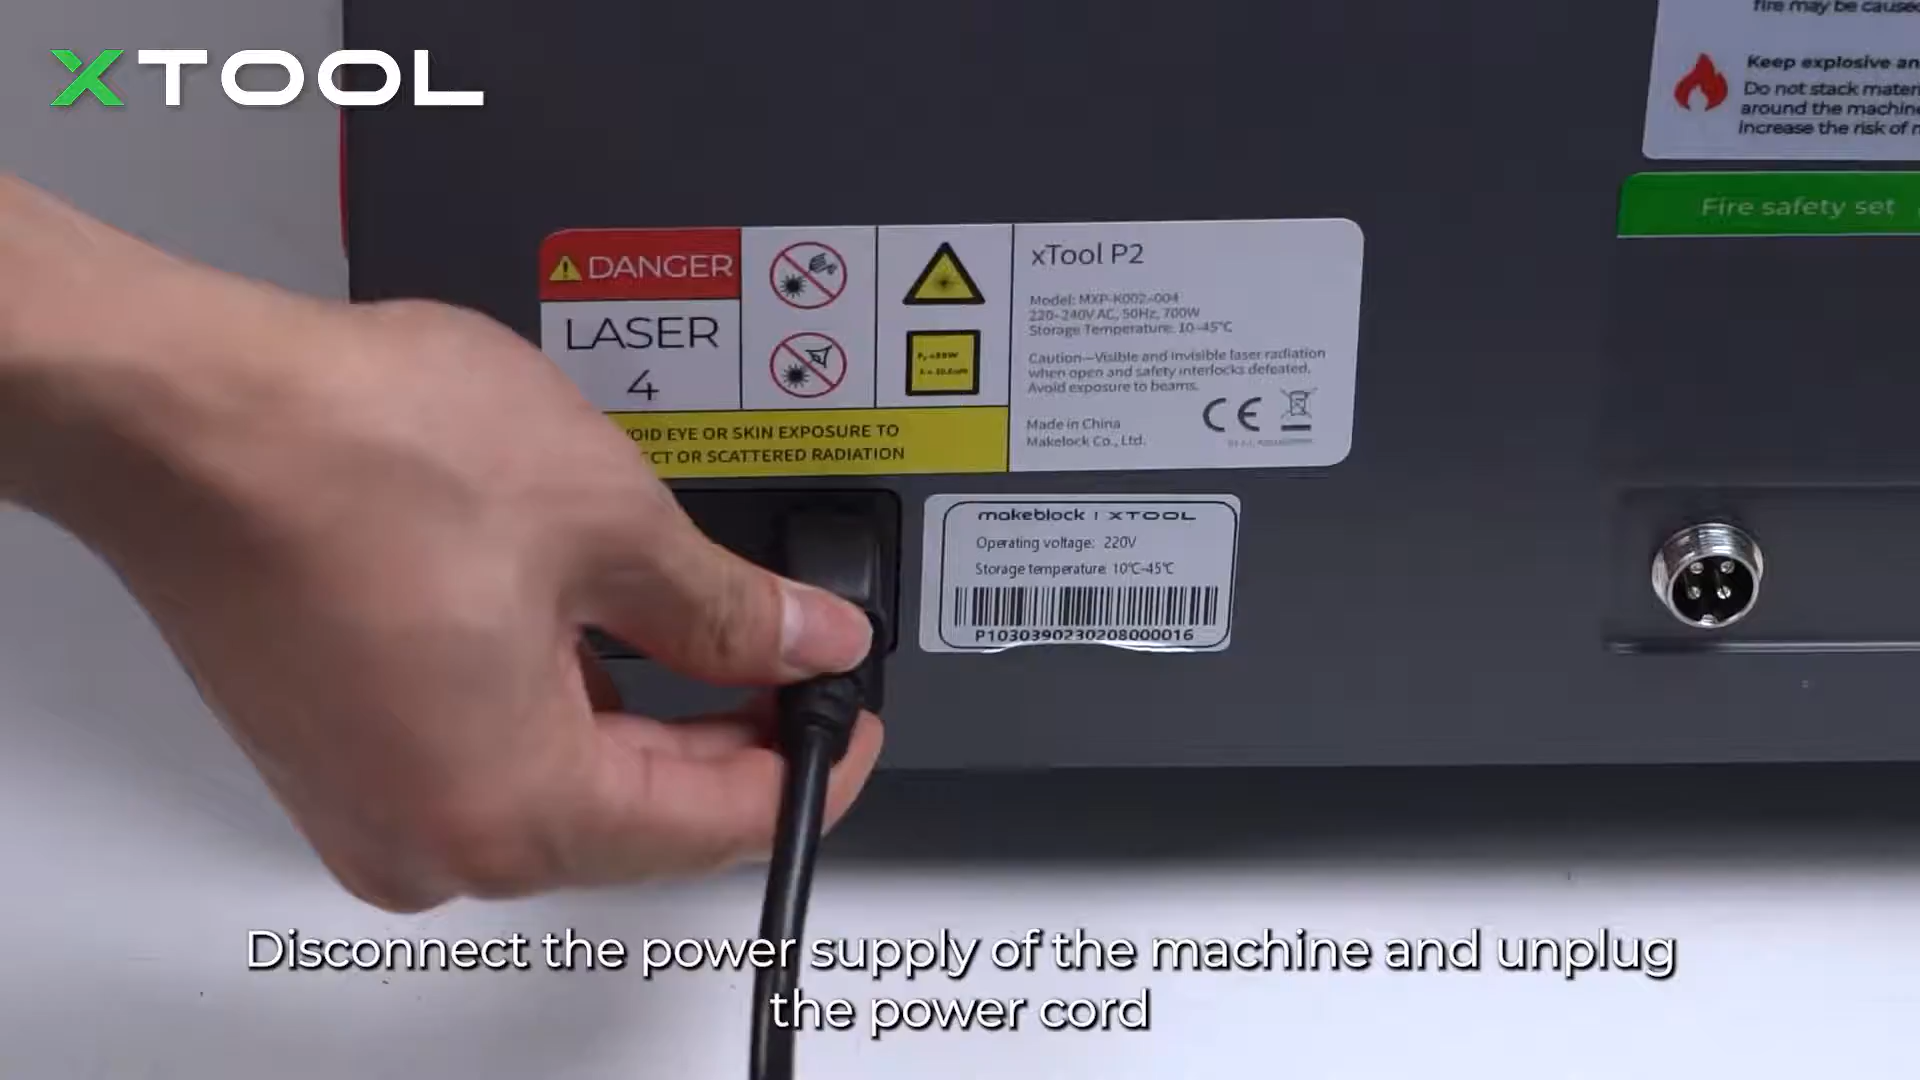 XTOOL
fire may be caused
Keep explosive an
Do not stack mater
around the machine
increase the risk of
Fire safety set
DANGER
LASER
4
VOID EYE OR SKIN EXPOSURE TO
CT OR SCATTERED RADIATION
xTool P2
Model: MXP-K002-004
220-240V AC, 50Hz, 700W
Storage Temperature: 10-45℃
Caution—Visible and invisible laser radiation
when open and safety interlocks defeated.
Avoid exposure to beams.
Made in China
Makelock Co., Ltd.
CE
makeblock | XTOOL
Operating voltage: 220V
Storage temperature: 10℃-45℃
P1030390230208000016
Disconnect the power supply of the machine and unplug
the power cord